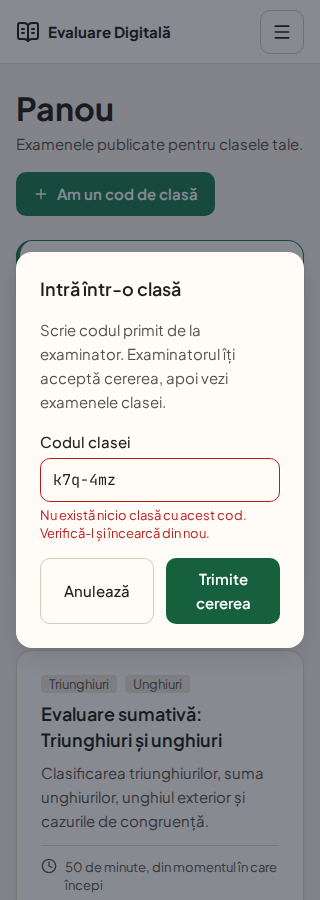 Evaluare Digitală
Panou
Examenele publicate pentru clasele tale.
Am un cod de clasă
Intră într-o clasă
Scrie codul primit de la
examinator. Examinatorul îți
acceptă cererea, apoi vezi
examenele clasei.
Codul clasei
k7q-4mz
Nu există nicio clasă cu acest cod.
Verifică-l și încearcă din nou.
Anulează
Trimite
cererea
Triunghiuri
Unghiuri
Evaluare sumativă:
Triunghiuri și unghiuri
Clasificarea triunghiurilor, suma
unghiurilor, unghiul exterior și
cazurile de congruență.
50 de minute, din momentul în care
începi